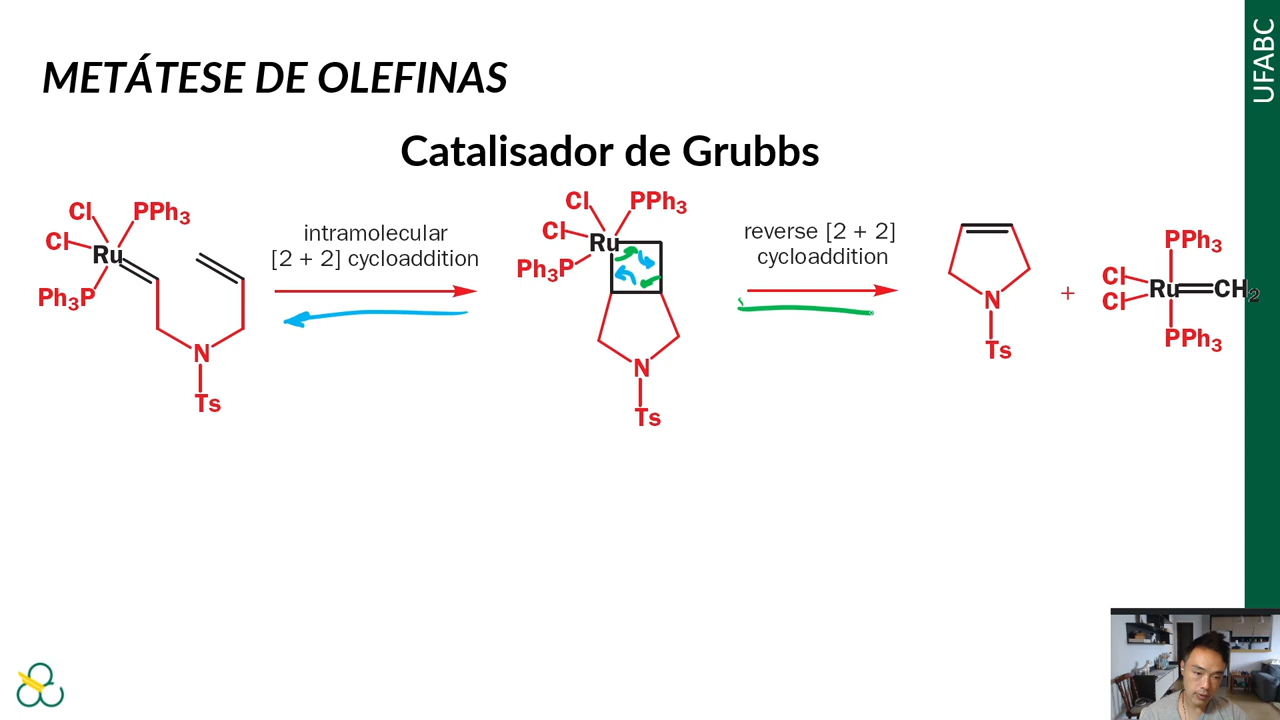 METÁTESE DE OLEFINAS
UFABC
Catalisador de Grubbs
Cl PPh3
Cl
Ru
Ph3P
N
Ts
intramolecular
[2 + 2] cycloaddition
Cl PPh3
Cl
Ru
Ph3P
N
Ts
reverse [2 + 2]
cycloaddition
N
Ts
+
PPh3
Cl
Cl
Ru CH2
PPh3